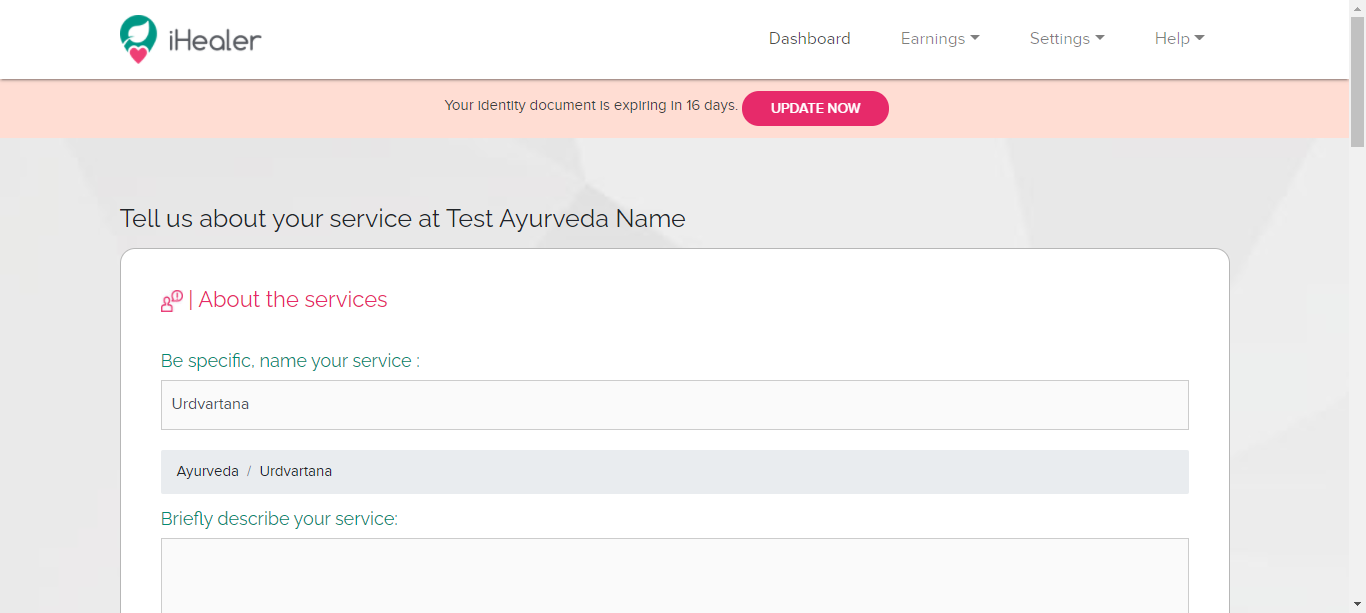 iHealer
Dashboard Earnings Settings Help
Your identity document is expiring in 16 days. UPDATE NOW
Tell us about your service at Test Ayurveda Name
| About the services
Be specific, name your service :
Urdvartana
Ayurveda / Urdvartana
Briefly describe your service: